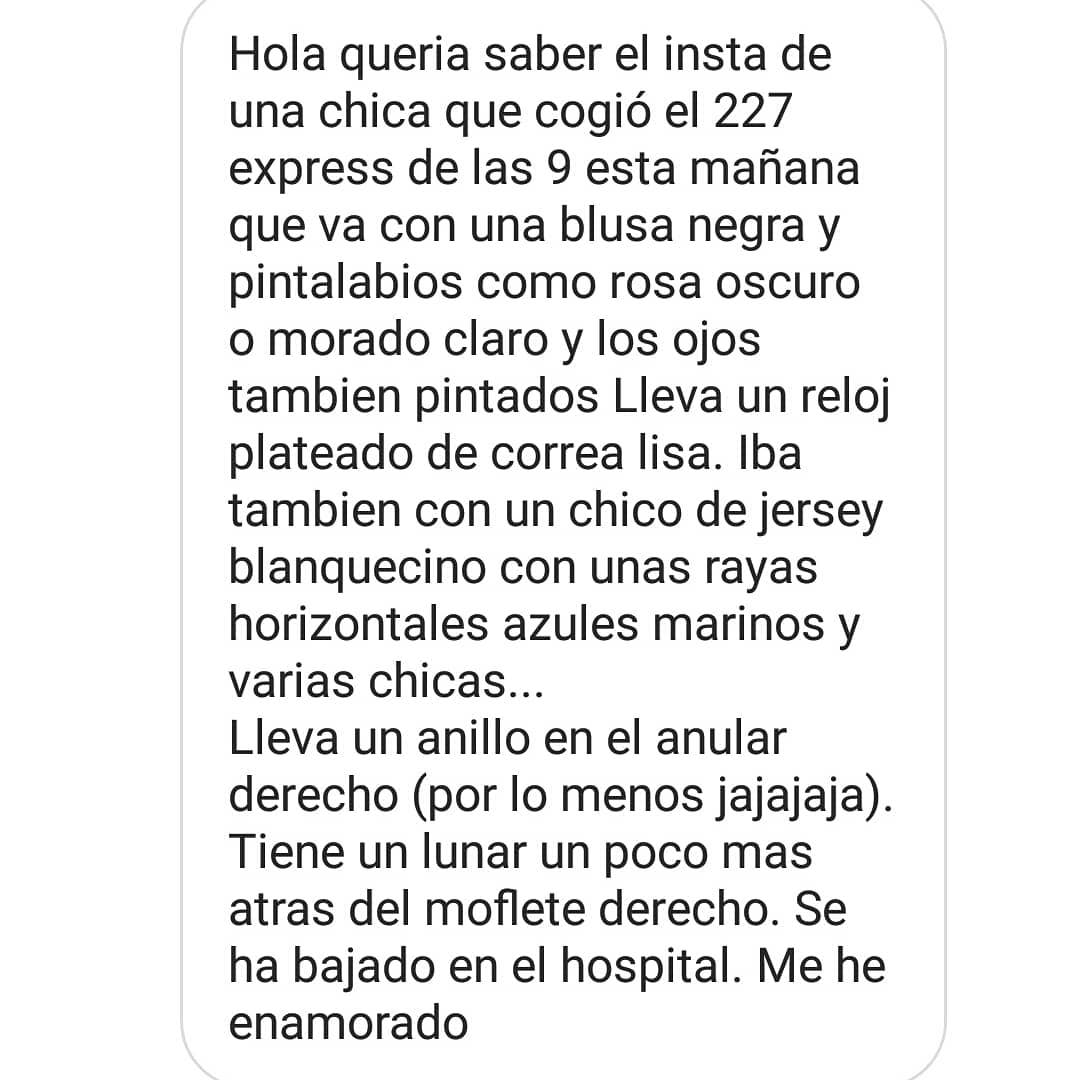 Hola queria saber el insta de
una chica que cogió el 227
express de las 9 esta mañana
que va con una blusa negra y
pintalabios como rosa oscuro
o morado claro y los ojos
tambien pintados Lleva un reloj
plateado de correa lisa. Iba
tambien con un chico de jersey
blanquecino con unas rayas
horizontales azules marinos y
varias chicas...
Lleva un anillo en el anular
derecho (por lo menos jajajaja).
Tiene un lunar un poco mas
atras del moflete derecho. Se
ha bajado en el hospital. Me he
enamorado